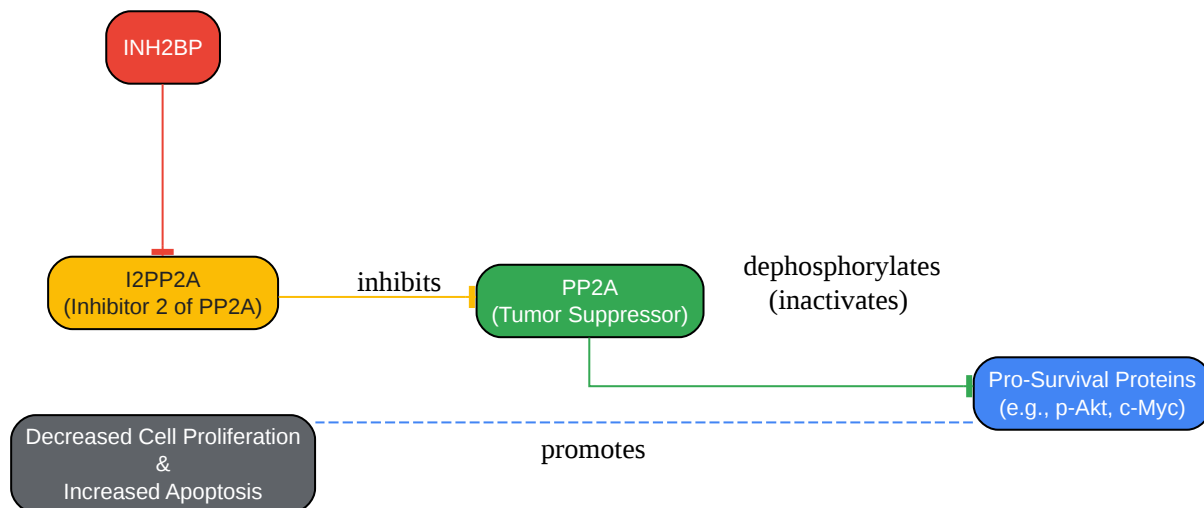 INH2BP
I2PP2A
(Inhibitor 2 of PP2A)
inhibits
PP2A
(Tumor Suppressor)
dephosphorylates
(inactivates)
Pro-Survival Proteins
(e.g., p-Akt, c-Myc)
Decreased Cell Proliferation
&
Increased Apoptosis
promotes